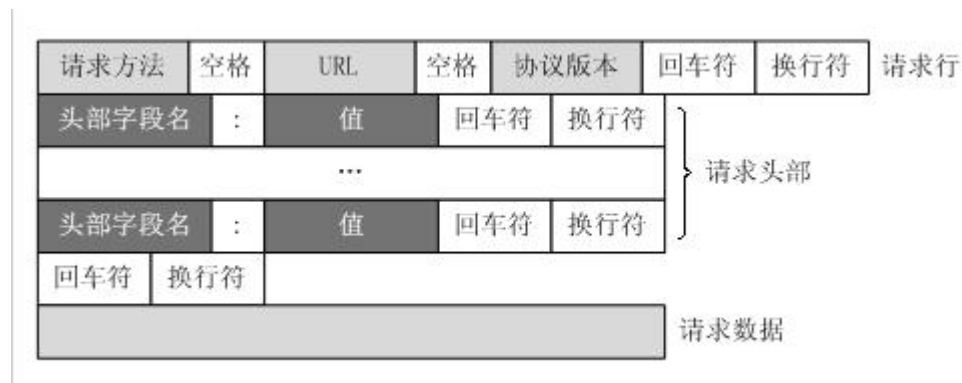 请求方法 空格 URL 空格 协议版本 回车符 换行符 请求行
头部字段名 : 值 回车符 换行符
... 请求头部
头部字段名 : 值 回车符 换行符
回车符 换行符
请求数据